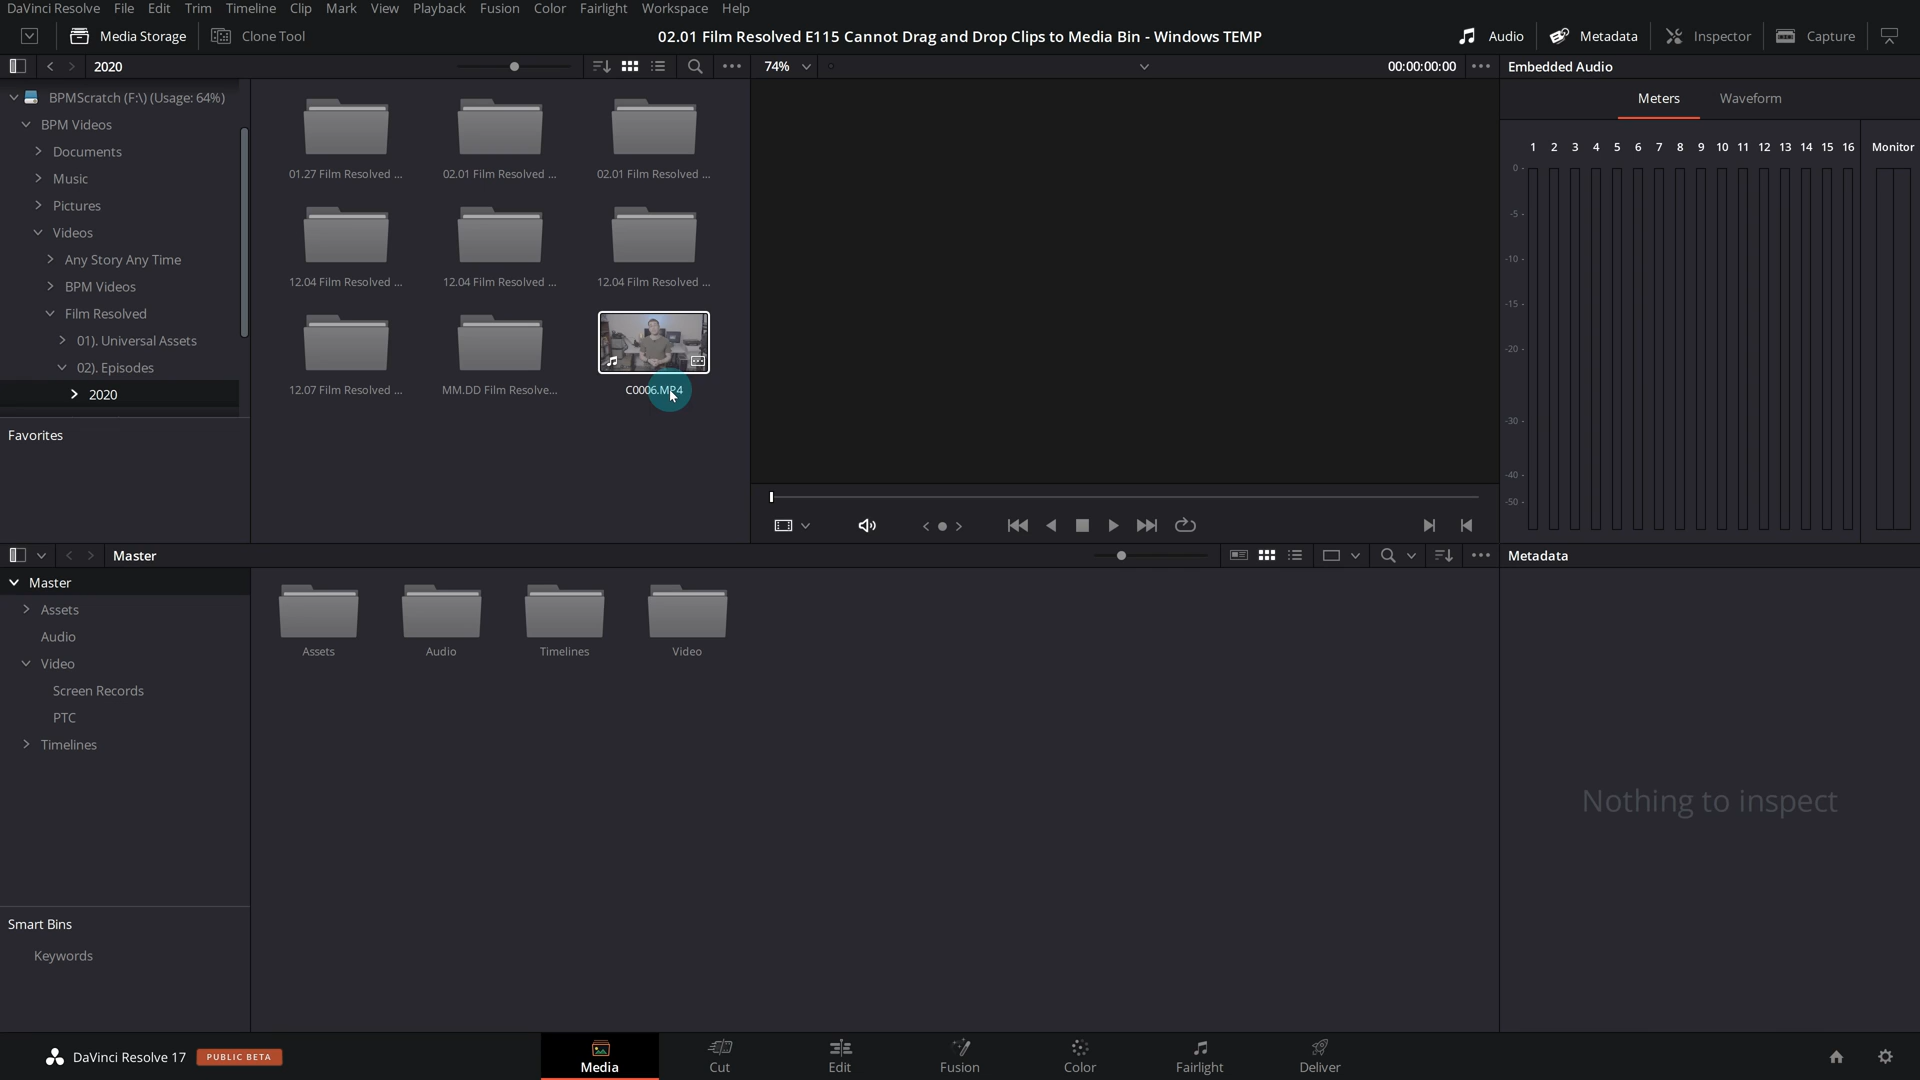 DaVinci Resolve File Edit Trim Timeline Clip Mark View Playback Fusion Color Fairlight Workspace Help
Media Storage Clone Tool 02.01 Film Resolved E115 Cannot Drag and Drop Clips to Media Bin - Windows TEMP Audio Metadata Inspector Capture
2020 74% 00:00:00:00 Embedded Audio
BPMScratch (F:\) (Usage: 64%)
BPM Videos
Documents
Music
Pictures
Videos
Any Story Any Time
BPM Videos
Film Resolved
01). Universal Assets
02). Episodes
2020
Favorites
01.27 Film Resolved ... 02.01 Film Resolved ... 02.01 Film Resolved ...
12.04 Film Resolved ... 12.04 Film Resolved ... 12.04 Film Resolved ...
12.07 Film Resolved ... MM.DD Film Resolve... C0006.MP4
Meters Waveform
1 2 3 4 5 6 7 8 9 10 11 12 13 14 15 16 Monitor
0 -
-5 -
-10 -
-15 -
-20 -
-30 -
-40 -
-50 -
Master
Master
Assets
Audio
Video
Screen Records
PTC
Timelines
Smart Bins
Keywords
Assets Audio Timelines Video
Metadata
Nothing to inspect
DaVinci Resolve 17 PUBLIC BETA
Media Cut Edit Fusion Color Fairlight Deliver